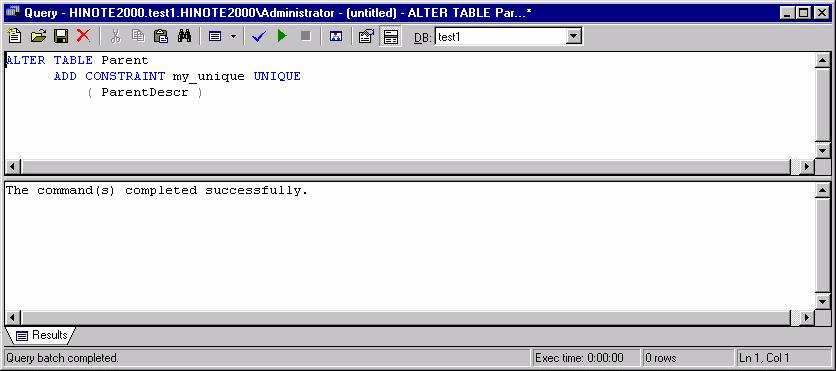 Query - HINOTE2000.test1.HINOTE2000\Administrator - (untitled) - ALTER TABLE Par...*
DB: test1
ALTER TABLE Parent
ADD CONSTRAINT my_unique UNIQUE
( ParentDescr )
The command(s) completed successfully.
Results
Query batch completed. Exec time: 0:00:00 0 rows Ln 1, Col 1